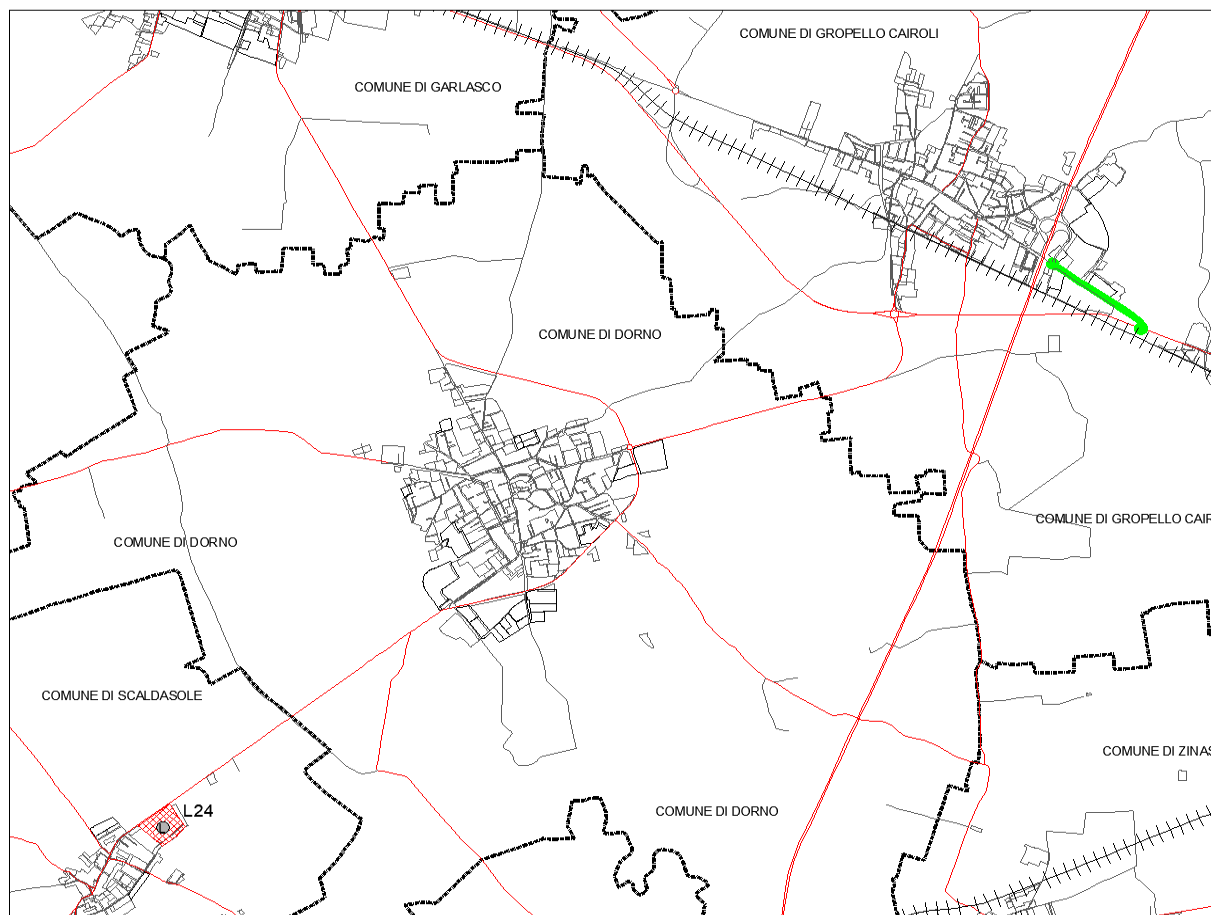 COMUNE DI GROPELLO CAIROLI
COMUNE DI GARLASCO
COMUNE DI DORNO
COMUNE DI GROPELLO CAIR
COMUNE DI DORNO
COMUNE DI SCALDASOLE
COMUNE DI ZINAS
L24
COMUNE DI DORNO